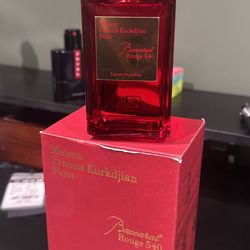 Maison
Francis Kurkdjian
Paris
Baccarat
Rouge 540
Extrait de parfum
Maison
Francis Kurkdjian
Paris
Baccarat
Rouge 540